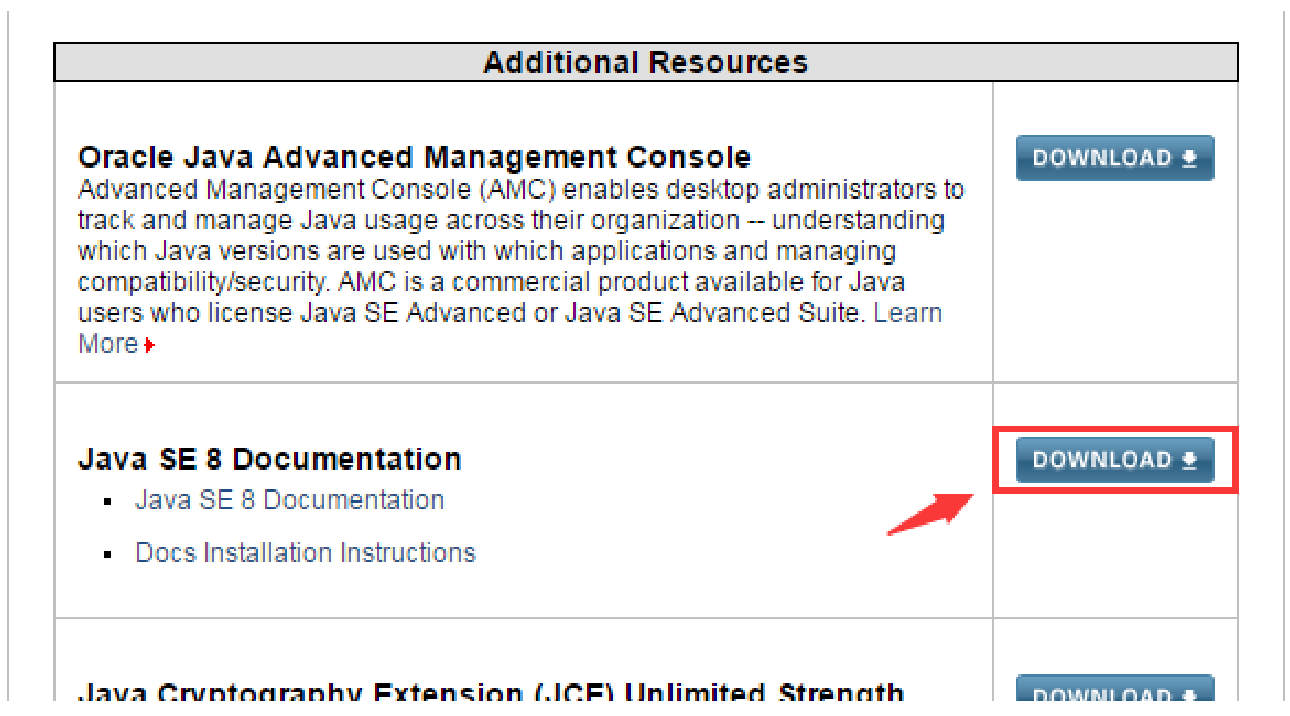 Additional Resources
Oracle Java Advanced Management Console
DOWNLOAD
Advanced Management Console (AMC) enables desktop administrators to
track and manage Java usage across their organization -- understanding
which Java versions are used with which applications and managing
compatibility/security. AMC is a commercial product available for Java
users who license Java SE Advanced or Java SE Advanced Suite. Learn
More
Java SE 8 Documentation
DOWNLOAD
Java SE 8 Documentation
Docs Installation Instructions
Java Cryptography Extension (JCE) Unlimited Strength
DOWNLOAD